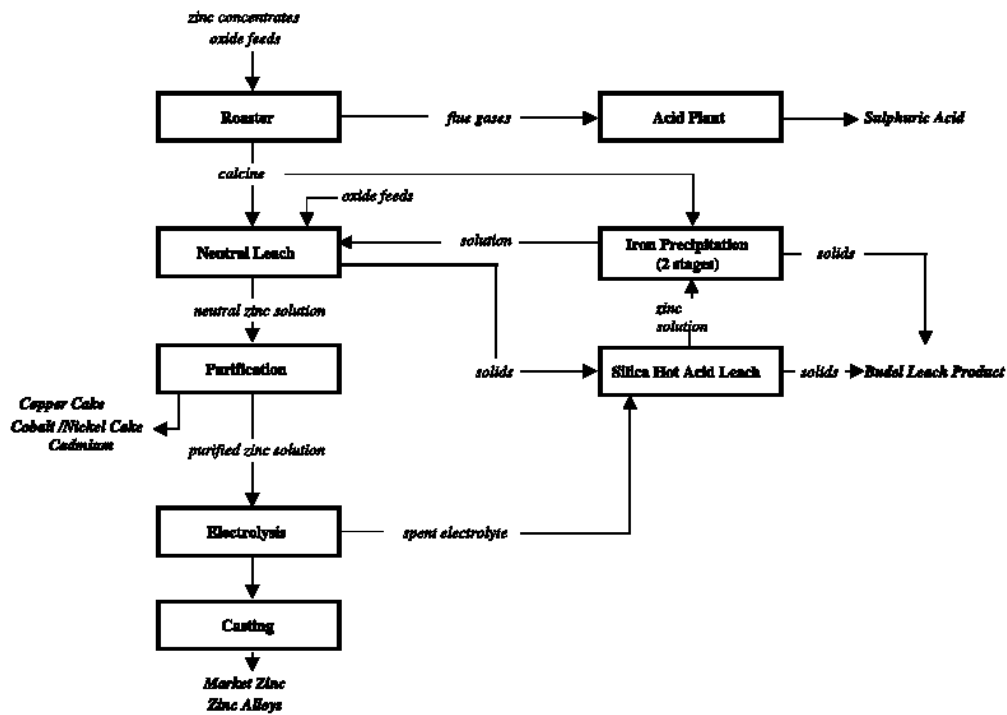 zinc concentrates
oxide feeds
Roaster
flue gases
Acid Plant
Sulphuric Acid
calcine
oxide feeds
Neutral Leach
solution
Iron Precipitation
(2 stages)
solids
neutral zinc solution
zinc
solution
Purification
solids
Silica Hot Acid Leach
solids
Budel Leach Product
Copper Cake
Cobalt /Nickel Cake
Cadmium
purified zinc solution
Electrolysis
spent electrolyte
Casting
Market Zinc
Zinc Alloys